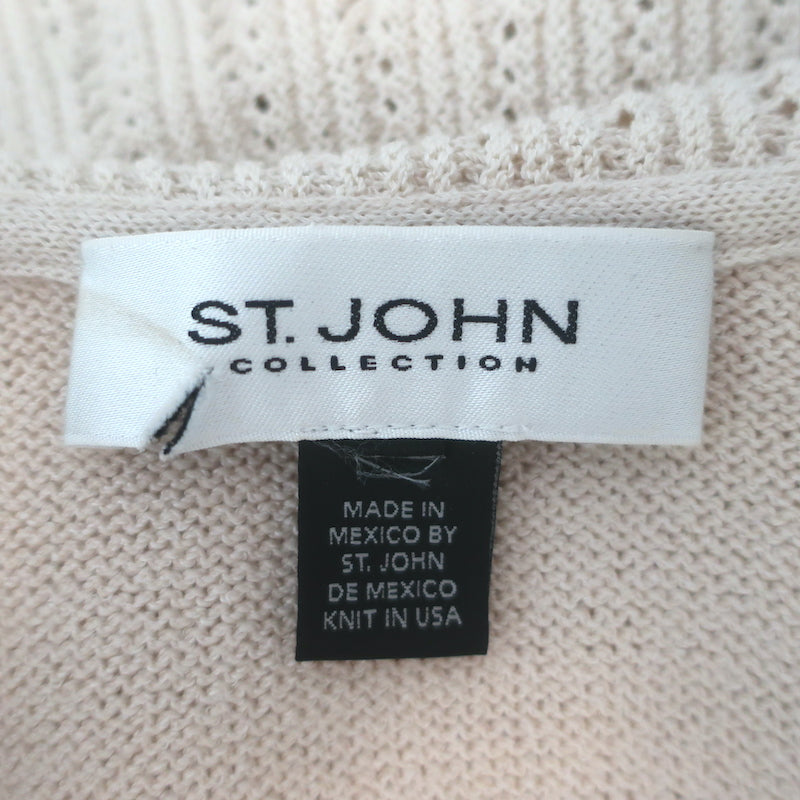 ST. JOHN
COLLECTION
MADE IN
MEXICO BY
ST. JOHN
DE MEXICO
KNIT IN USA